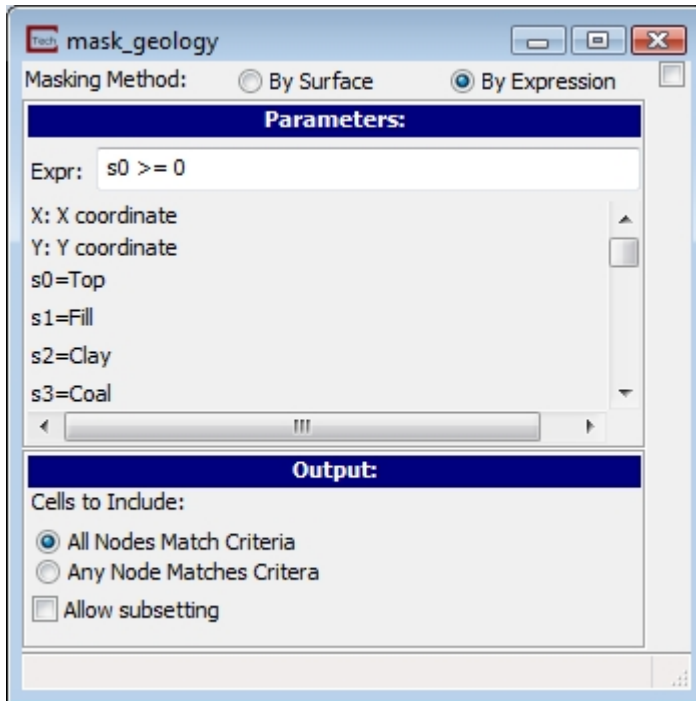 Tech mask_geology
Masking Method: By Surface By Expression
Parameters:
Expr: s0 >= 0
X: X coordinate
Y: Y coordinate
s0=Top
s1=Fill
s2=Clay
s3=Coal
Output:
Cells to Include:
All Nodes Match Criteria
Any Node Matches Critera
Allow subsetting